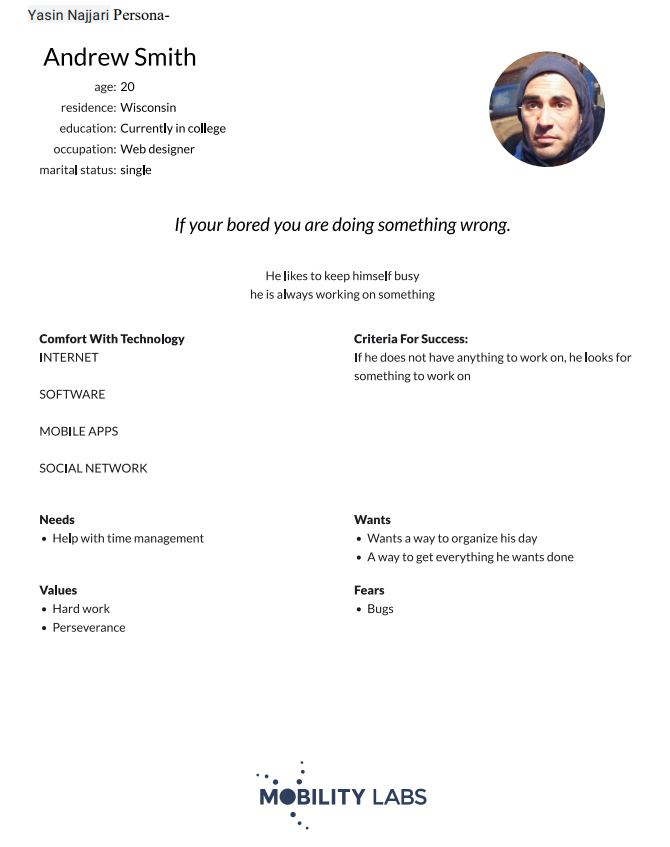 Yasin Najjari Persona-
Andrew Smith
age: 20
residence: Wisconsin
education: Currently in college
occupation: Web designer
marital status: single
If your bored you are doing something wrong.
He likes to keep himself busy
he is always working on something
Comfort With Technology
INTERNET
SOFTWARE
MOBILE APPS
SOCIAL NETWORK
Criteria For Success:
If he does not have anything to work on, he looks for
something to work on
Needs
• Help with time management
Wants
• Wants a way to organize his day
• A way to get everything he wants done
Values
• Hard work
• Perseverance
Fears
• Bugs
MOBILITY LABS